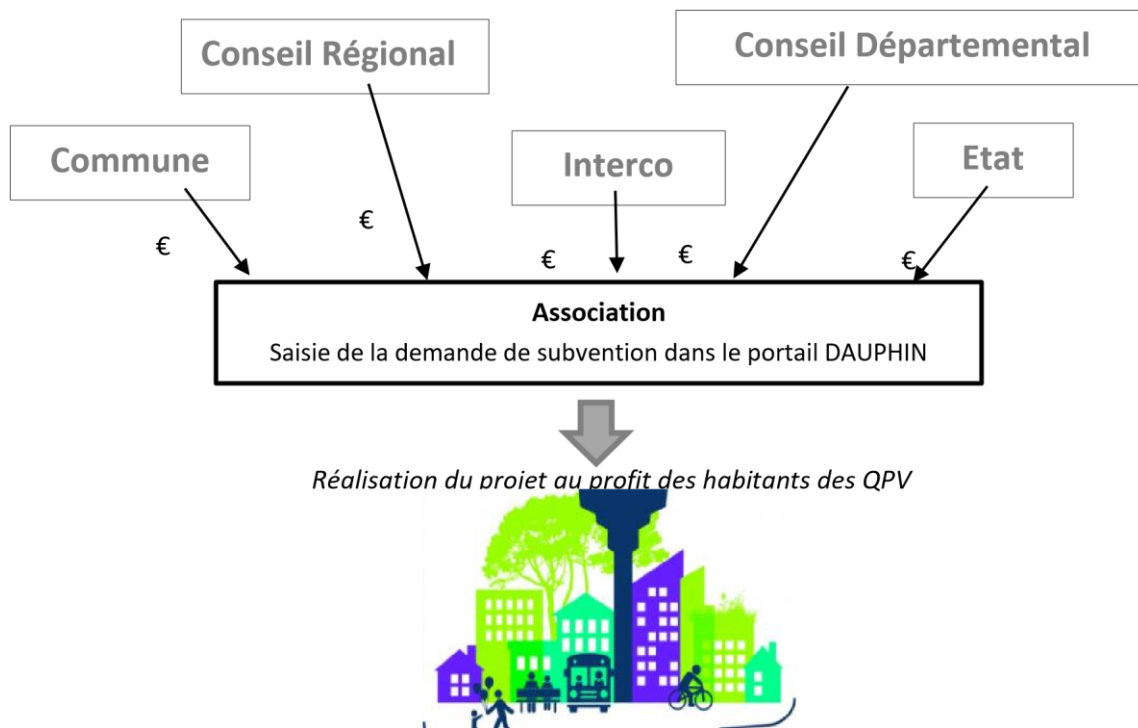 Conseil Régional
Conseil Départemental
Commune
Interco
Etat
€
€
€
€
€
Association
Saisie de la demande de subvention dans le portail DAUPHIN
Réalisation du projet au profit des habitants des QPV